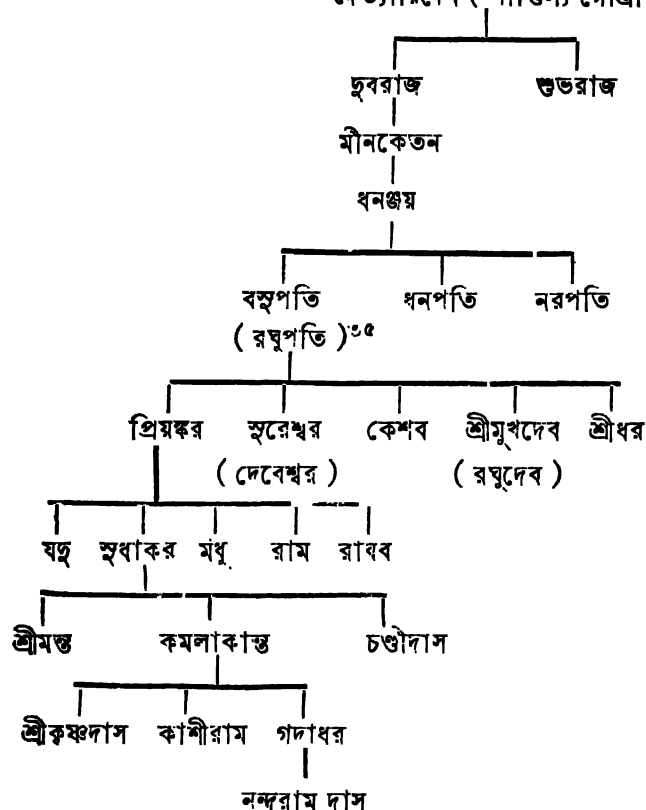 দুবরাজ শুভরাজ
মীনকেতন
ধনঞ্জয়
বসুপতি ধনপতি নরপতি
( রঘুপতি )৩৫
প্রিয়ঙ্কর সুরেশ্বর কেশব শ্রীমুখদেব শ্রীধর
( দেবেশ্বর ) ( রঘুদেব )
যদু সুধাকর মধু রাম রাঘব
শ্রীমন্ত কমলাকান্ত চণ্ডীদাস
শ্রীকৃষ্ণদাস কাশীরাম গদাধর
নন্দরাম দাস